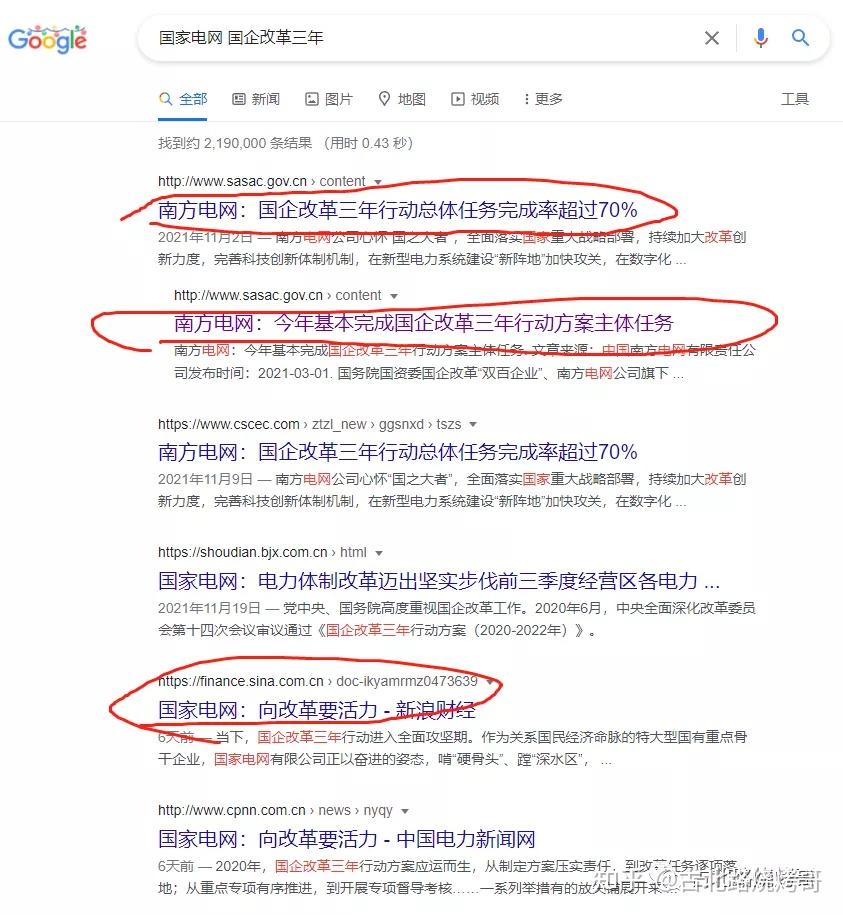 Google
国家电网 国企改革三年
全部 新闻 图片 地图 视频 更多 工具
找到约 2,190,000 条结果 （用时 0.43 秒）
http://www.sasac.gov.cn › content
南方电网：国企改革三年行动总体任务完成率超过70%
2021年11月2日 — 南方电网公司心怀“国之大者”，全面落实国家重大战略部署，持续加大改革创
新力度，完善科技创新体制机制，在新型电力系统建设“新阵地”加快攻关，在数字化 ...
http://www.sasac.gov.cn › content
南方电网：今年基本完成国企改革三年行动方案主体任务
南方电网：今年基本完成国企改革三年行动方案主体任务. 文章来源：中国南方电网有限责任公
司发布时间：2021-03-01. 国务院国资委国企改革“双百企业”、南方电网公司旗下 ...
https://www.cscec.com › ztzl_new › ggsnxd › tszs
南方电网：国企改革三年行动总体任务完成率超过70%
2021年11月9日 — 南方电网公司心怀“国之大者”，全面落实国家重大战略部署，持续加大改革创
新力度，完善科技创新体制机制，在新型电力系统建设“新阵地”加快攻关，在数字化 ...
https://shoudian.bjx.com.cn › html
国家电网：电力体制改革迈出坚实步伐前三季度经营区各电力 ...
2021年11月19日 — 党中央、国务院高度重视国企改革工作。2020年6月，中央全面深化改革委员
会第十四次会议审议通过《国企改革三年行动方案（2020-2022年）》。
https://finance.sina.com.cn › doc-ikyamrmz0473639
国家电网：向改革要活力 - 新浪财经
6天前 — 当下，国企改革三年行动进入全面攻坚期。作为关系国民经济命脉的特大型国有重点骨
干企业，国家电网有限公司正以奋进的姿态，啃“硬骨头”、蹚“深水区”， ...
http://www.cpnn.com.cn › news › nyqy
国家电网：向改革要活力 - 中国电力新闻网
6天前 — 2020年，国企改革三年行动方案应运而生，从制定方案压实责任，到改革任务逐项落
地；从重点专项有序推进，到开展专项督导考核……一系列举措有的放矢铺展开来
知乎 @古北路烧烤哥